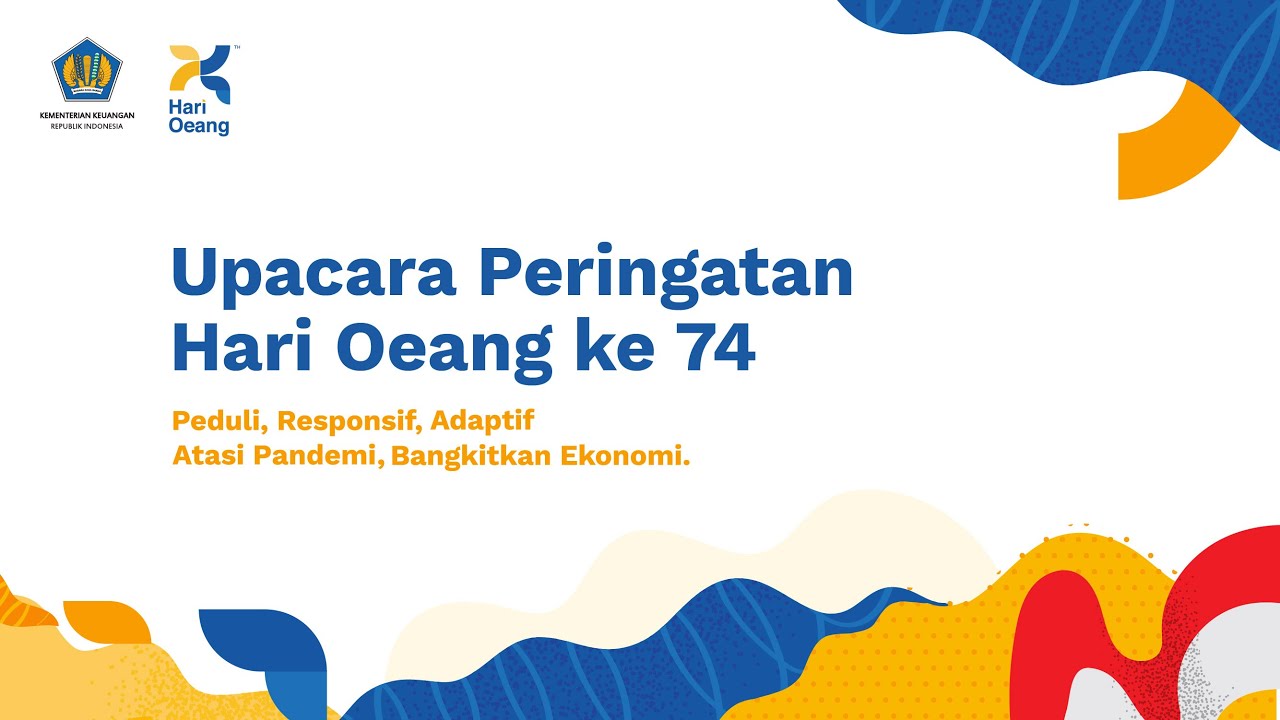 KEMENTERIAN KEUANGAN
REPUBLIK INDONESIA
Hari
Oeang
TM
Upacara Peringatan
Hari Oeang ke 74
Peduli, Responsif, Adaptif
Atasi Pandemi, Bangkitkan Ekonomi.